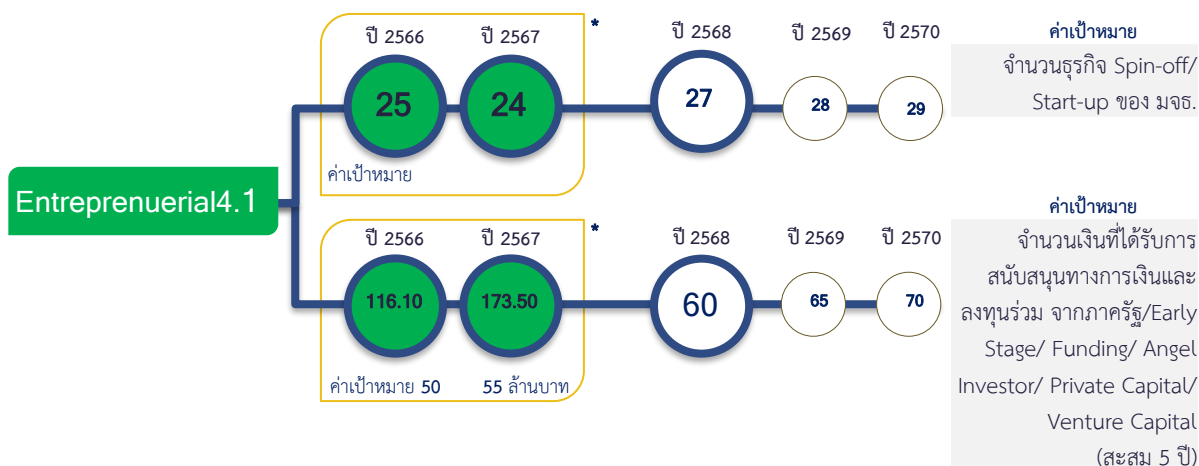 Entreprenuerial4.1
ปี 2566 ปี 2567 * ปี 2568 ปี 2569 ปี 2570
25 24 27 28 29
ค่าเป้าหมาย
ค่าเป้าหมาย
จำนวนธุรกิจ Spin-off/
Start-up ของ มจธ.
ปี 2566 ปี 2567 * ปี 2568 ปี 2569 ปี 2570
116.10 173.50 60 65 70
ค่าเป้าหมาย 50 55 ล้านบาท
ค่าเป้าหมาย
จำนวนเงินที่ได้รับการ
สนับสนุนทางการเงินและ
ลงทุนร่วม จากภาครัฐ/Early
Stage/ Funding/ Angel
Investor/ Private Capital/
Venture Capital
(สะสม 5 ปี)